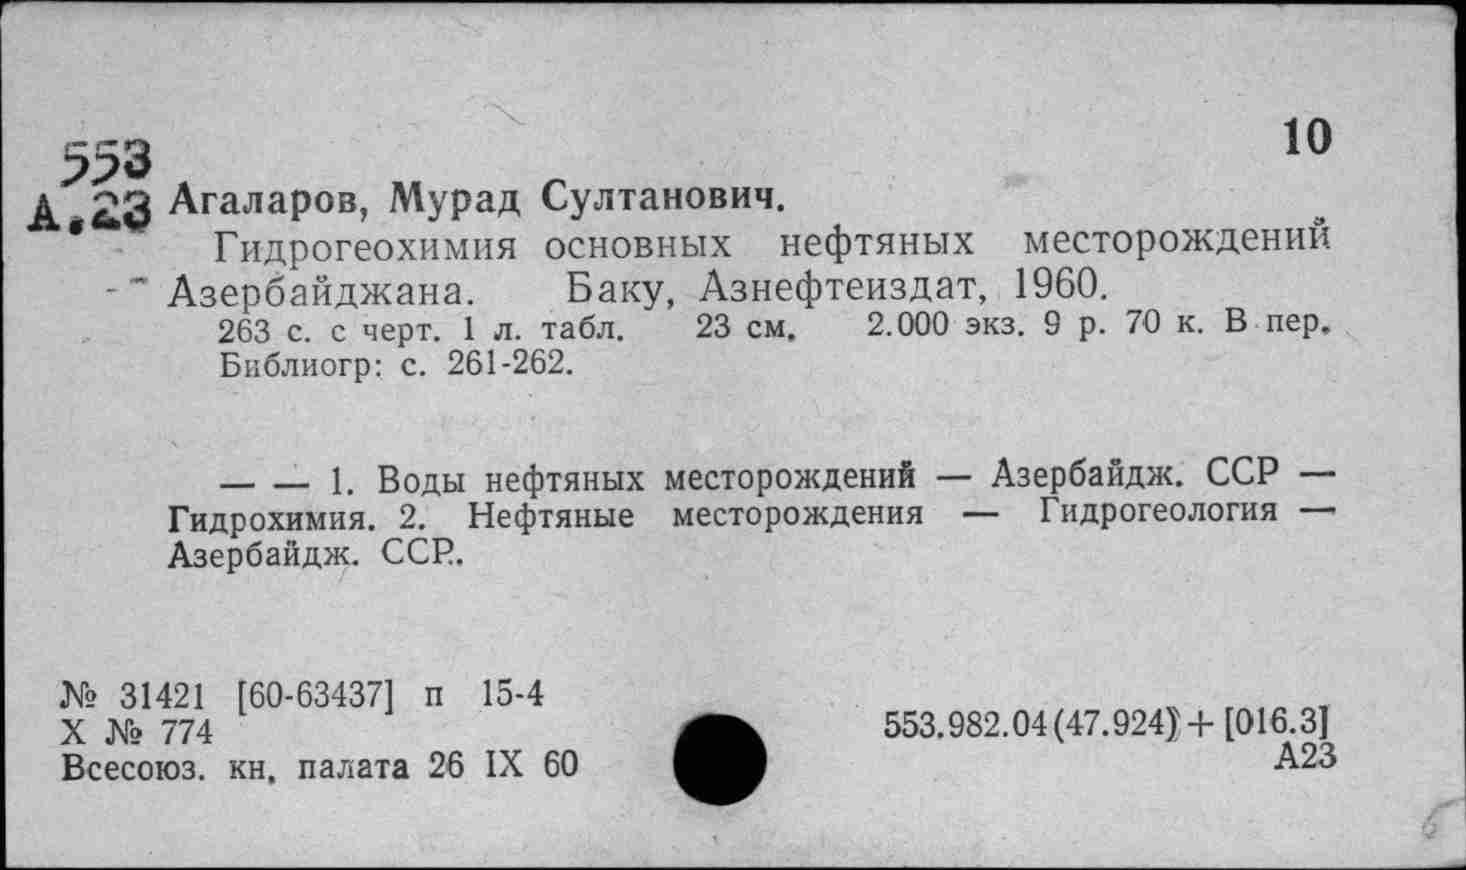 10
553
А.23 Агаларов, Мурад Султанович.
Гидрогеохимия основных нефтяных месторождений
Азербайджана. Баку, Азнефтеиздат, 1960.
263 с. с черт. 1 л. табл. 23 см. 2.000 экз. 9 р. 70 к. В пер.
Библиогр: с. 261-262.
— — 1. Воды нефтяных месторождений — Азербайдж. ССР —
Гидрохимия. 2. Нефтяные месторождения — Гидрогеология —
Азербайдж. ССР..
№ 31421 [60-63437] п 15-4
X № 774
Всесоюз. кн. палата 26 IX 60
553.982.04(47.924) + [016.3]
А23